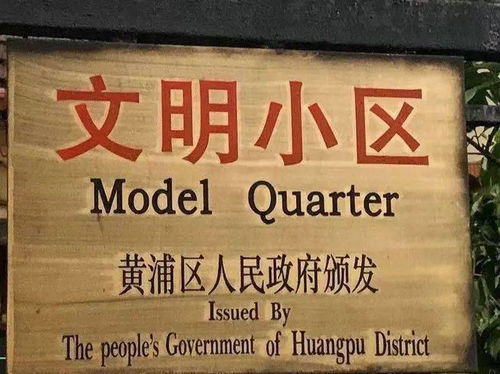 文明小区
Model Quarter
黄浦区人民政府颁发
Issued By
The people's Government of Huangpu District